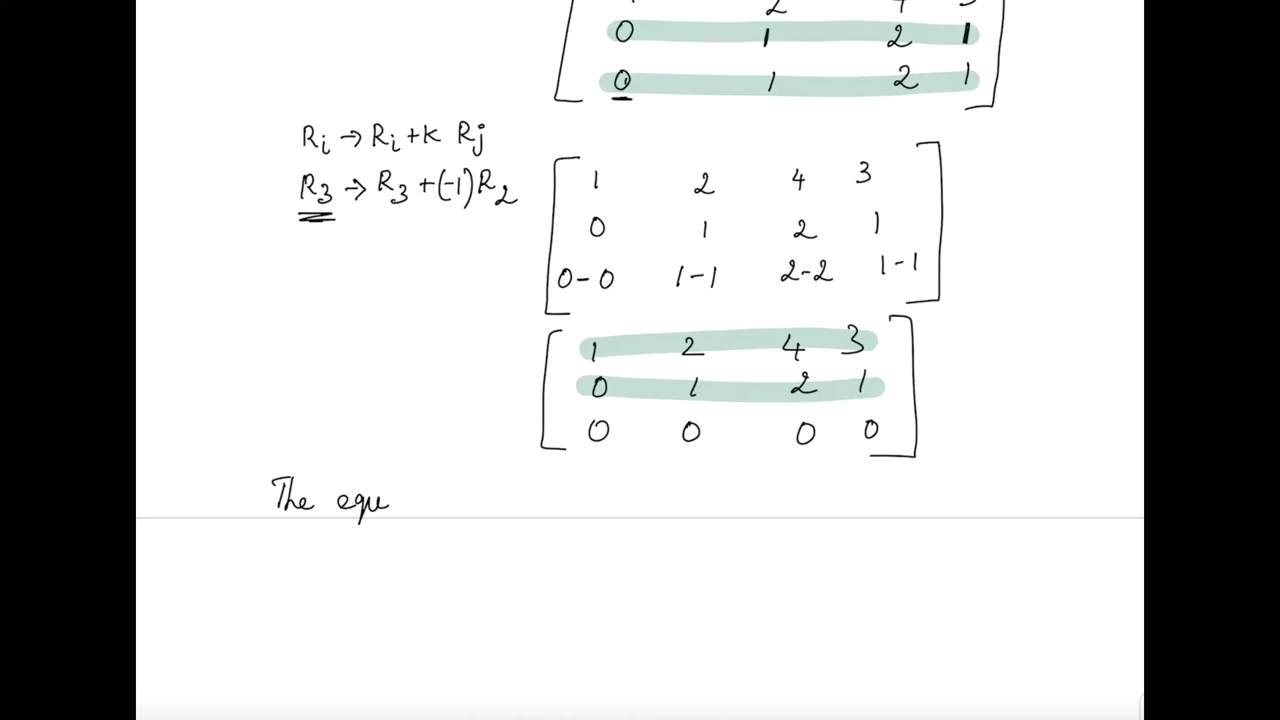 2
0 1 2 1
0 1 2 1
Ri → Ri + k Rj
R3 → R3 + (-1) R2
1 2 4 3
0 1 2 1
0-0 1-1 2-2 1-1
1 2 4 3
0 1 2 1
0 0 0 0
The equ